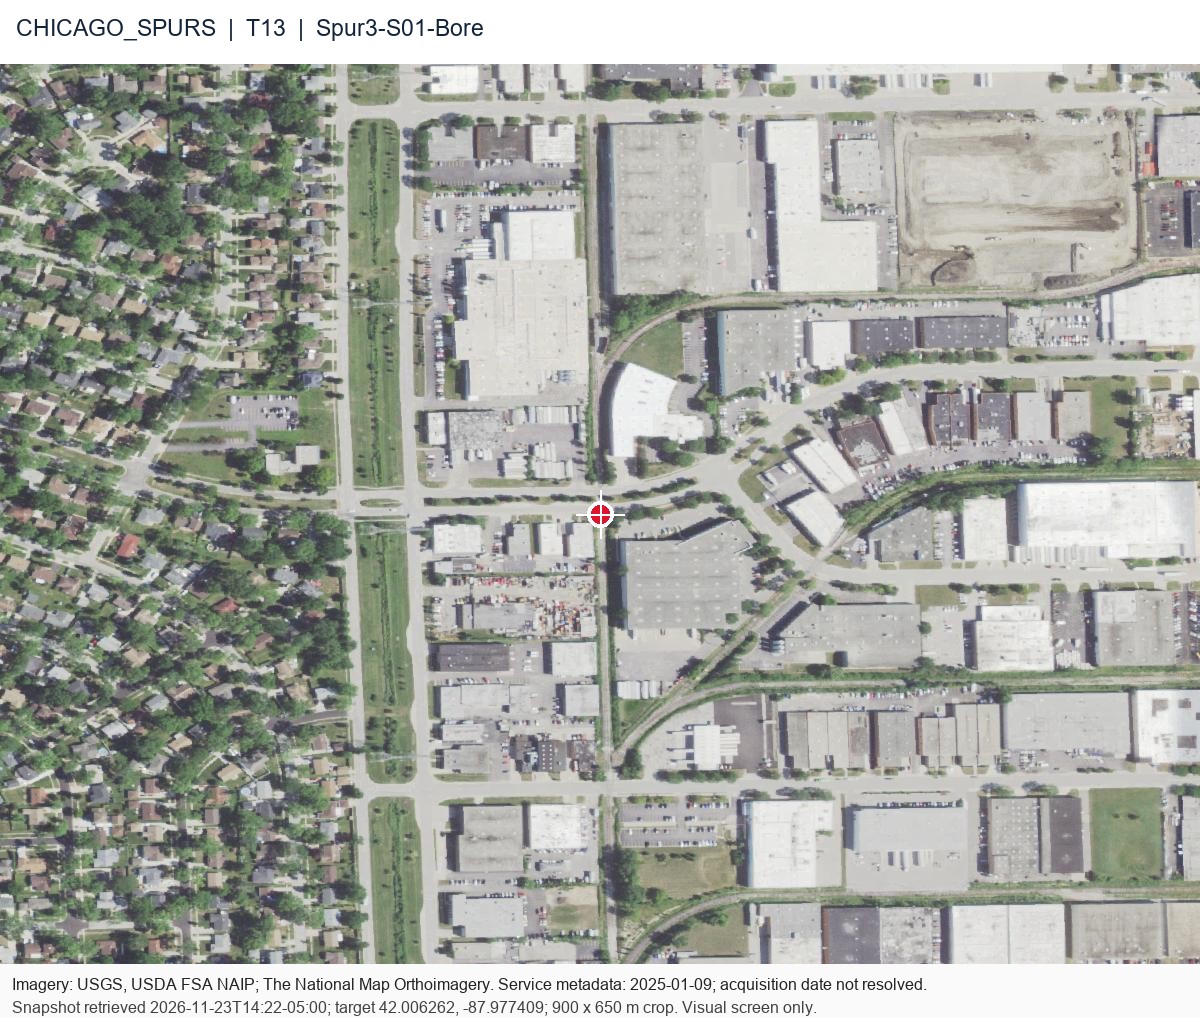 CHICAGO_SPURS | T13 | Spur3-S01-Bore
Imagery: USGS, USDA FSA NAIP; The National Map Orthoimagery. Service metadata: 2025-01-09; acquisition date not resolved.
Snapshot retrieved 2026-11-23T14:22-05:00; target 42.006262, -87.977409; 900 x 650 m crop. Visual screen only.